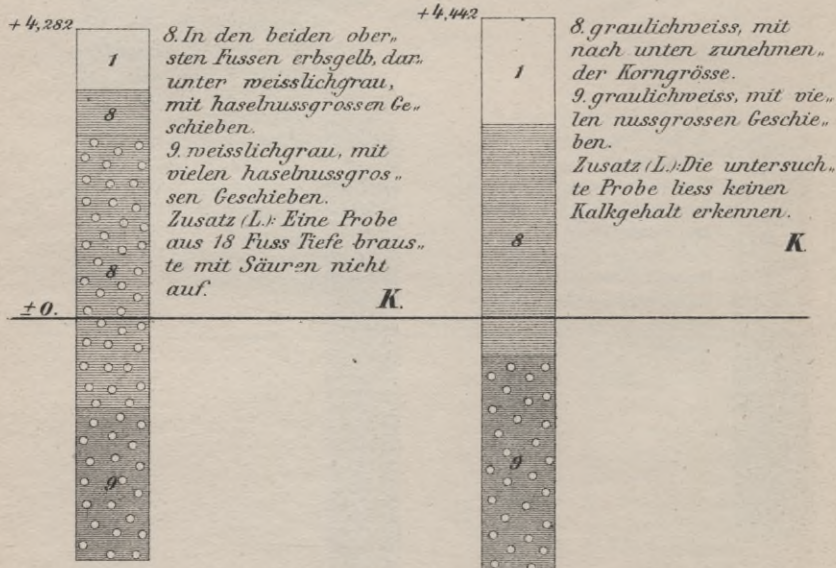 +4,282
1
8
8
9
8. In den beiden ober„
sten Fussen erbsgelb, dar„
unter weisslichgrau,
mit haselnussgrossen Ge„
schieben.
9. weisslichgrau, mit
vielen haselnussgros„
sen Geschieben.
Zusatz (L.): Eine Probe
aus 18 Fuss Tiefe braus„
te mit Säuren nicht
auf.
K.
±0.
+4,442
1
8
9
8. graulichweiss, mit
nach unten zunehmen„
der Korngrösse.
9. graulichweiss, mit vie„
len nussgrossen Geschie„
ben.
Zusatz (L.): Die untersuch„
te Probe liess keinen
Kalkgehalt erkennen.
K.